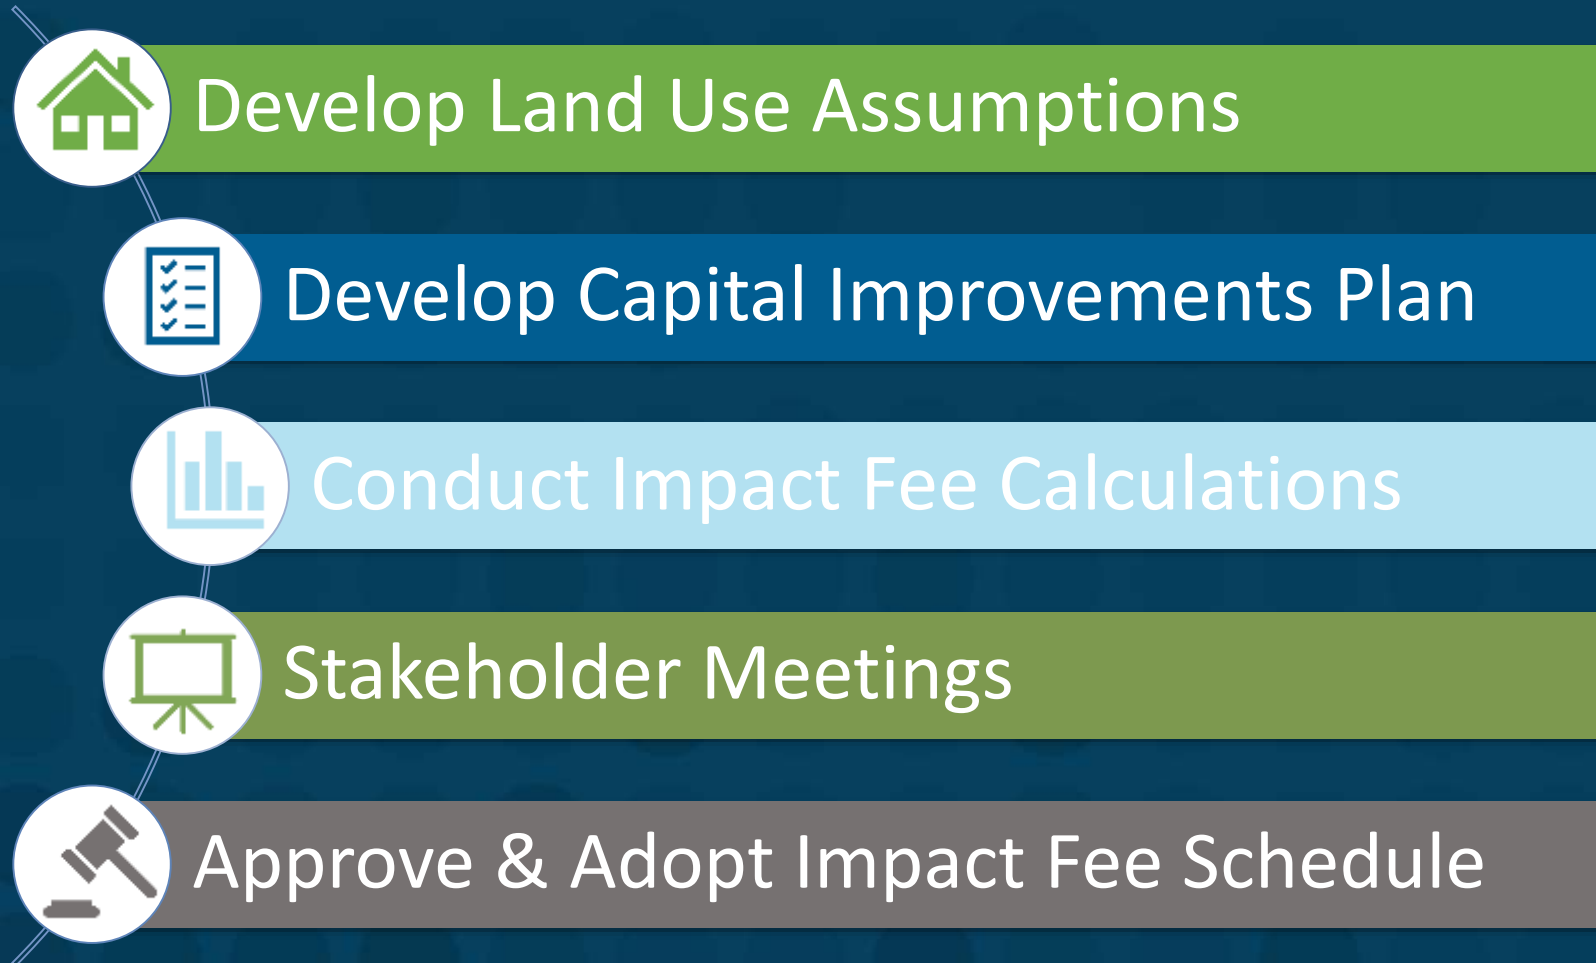 Develop Land Use Assumptions
Develop Capital Improvements Plan
Conduct Impact Fee Calculations
Stakeholder Meetings
Approve & Adopt Impact Fee Schedule